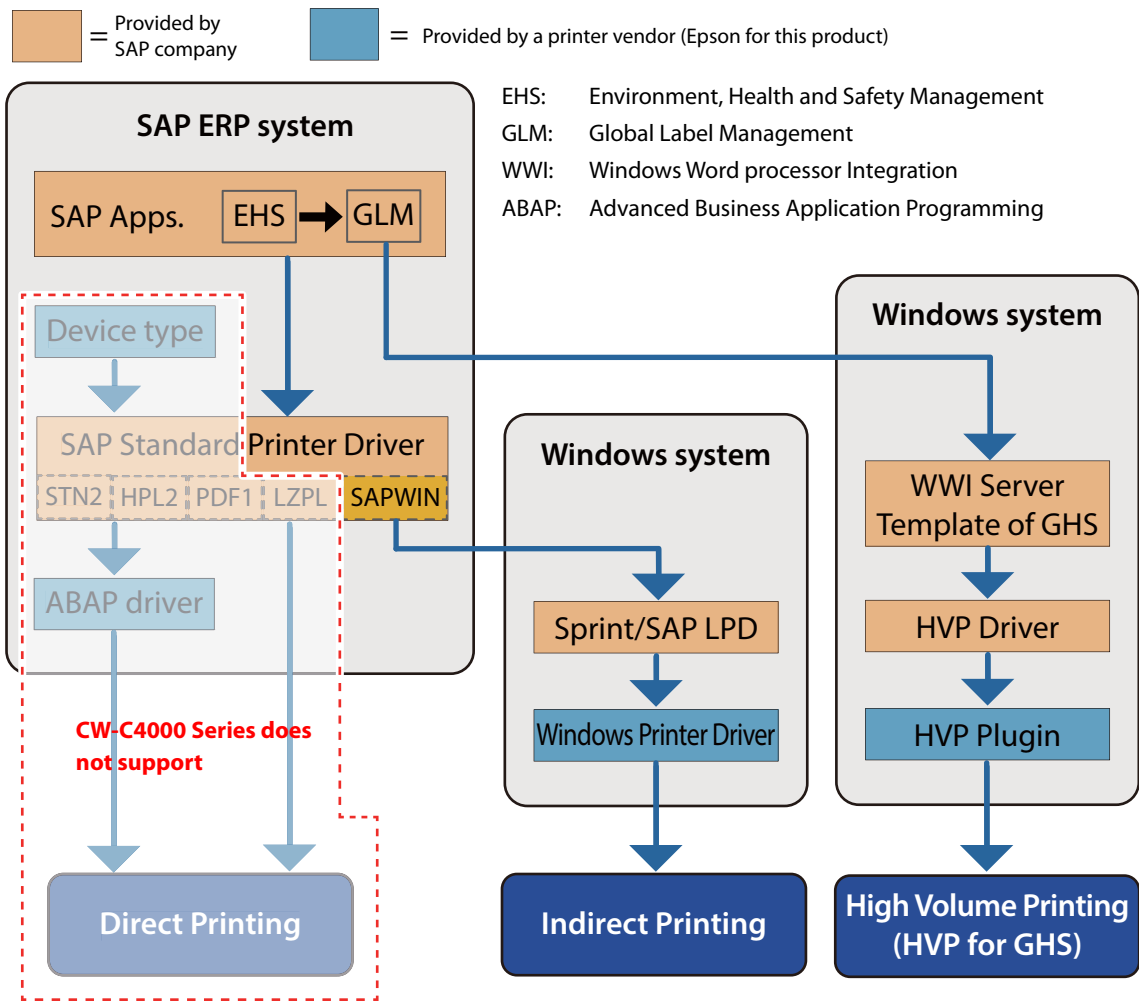 = Provided by
SAP company
= Provided by a printer vendor (Epson for this product)
EHS: Environment, Health and Safety Management
GLM: Global Label Management
WWI: Windows Word processor Integration
ABAP: Advanced Business Application Programming
SAP ERP system
SAP Apps. EHS GLM
Device type
SAP Standard Printer Driver
STN2 HPL2 PDF1 LZPL SAPWIN
ABAP driver
CW-C4000 Series does
not support
Direct Printing
Windows system
Sprint/SAP LPD
Windows Printer Driver
Indirect Printing
Windows system
WWI Server
Template of GHS
HVP Driver
HVP Plugin
High Volume Printing
(HVP for GHS)